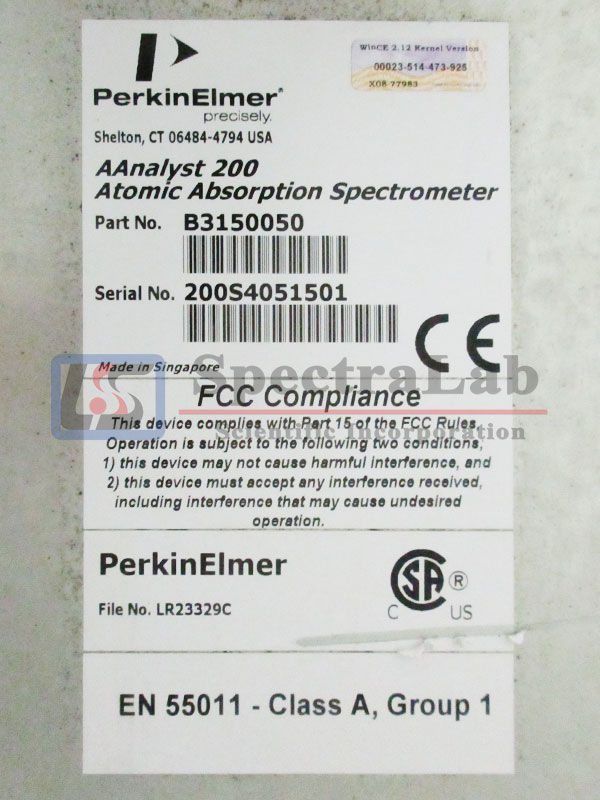 WinCE 2.12 Kernel Version
00023-514-473-925
X08-77983
PerkinElmer®
precisely.
Shelton, CT 06484-4794 USA
AAnalyst 200
Atomic Absorption Spectrometer
Part No. B3150050
Serial No. 200S4051501
CE
Made in Singapore
LS SpectraLab
Scientific Incorporation
FCC Compliance
This device complies with Part 15 of the FCC Rules.
Operation is subject to the following two conditions;
1) this device may not cause harmful interference, and
2) this device must accept any interference received,
including interference that may cause undesired
operation.
PerkinElmer
File No. LR23329C
C SA ® US
EN 55011 - Class A, Group 1